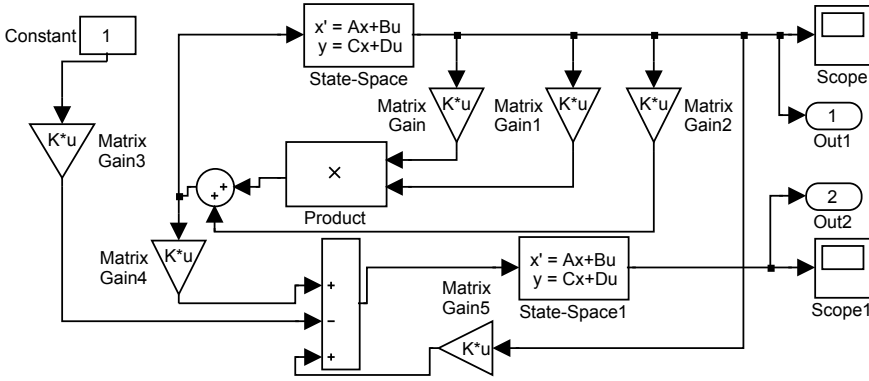 Constant
1
x' = Ax+Bu
y = Cx+Du
State-Space
Scope
K*u
Matrix
Gain3
Matrix
Gain
K*u
Matrix
Gain1
K*u
K*u
Matrix
Gain2
1
Out1
×
Product
+
+
2
Out2
K*u
Matrix
Gain4
+
−
+
x' = Ax+Bu
y = Cx+Du
State-Space1
Matrix
Gain5
K*u
Scope1